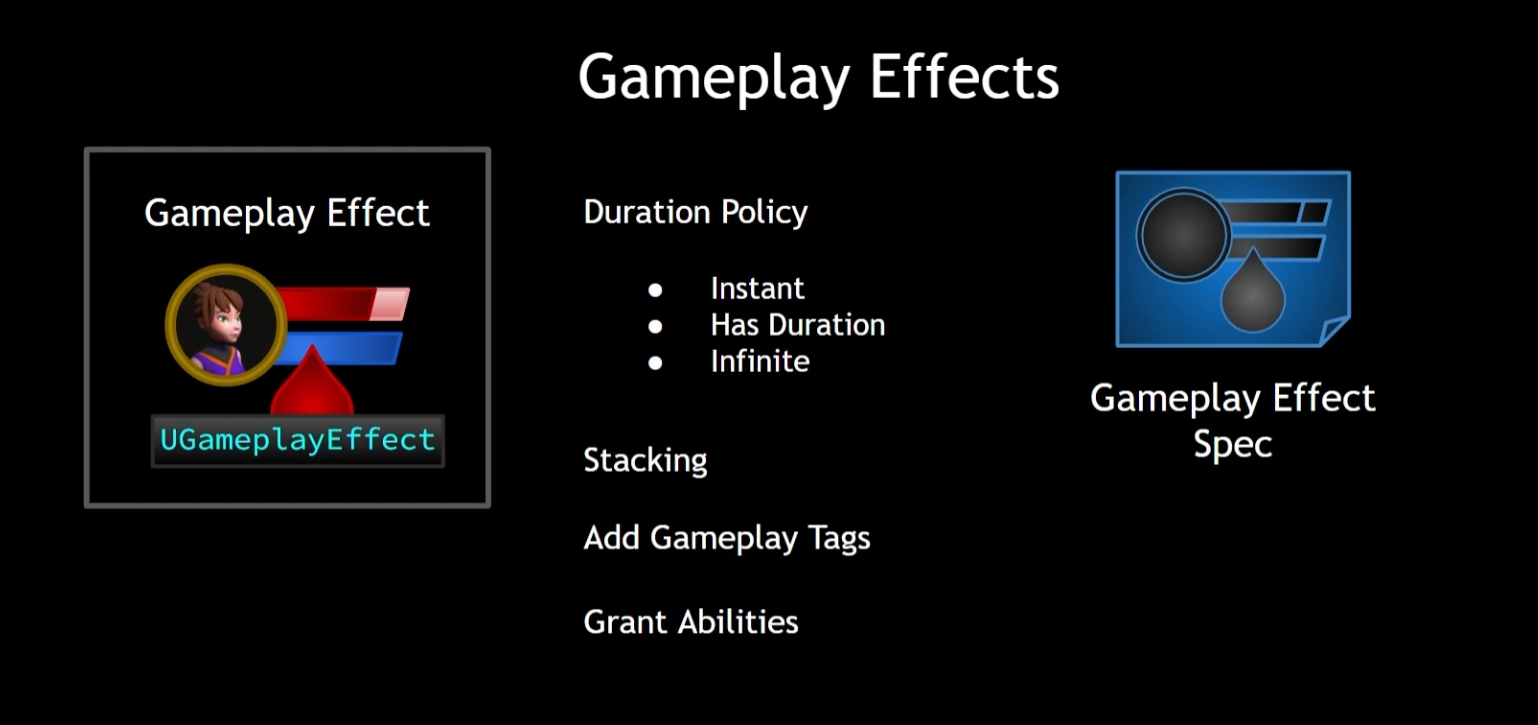 Gameplay Effects
Gameplay Effect
UGameplayEffect
Duration Policy
● Instant
● Has Duration
● Infinite
Stacking
Add Gameplay Tags
Grant Abilities
Gameplay Effect
Spec